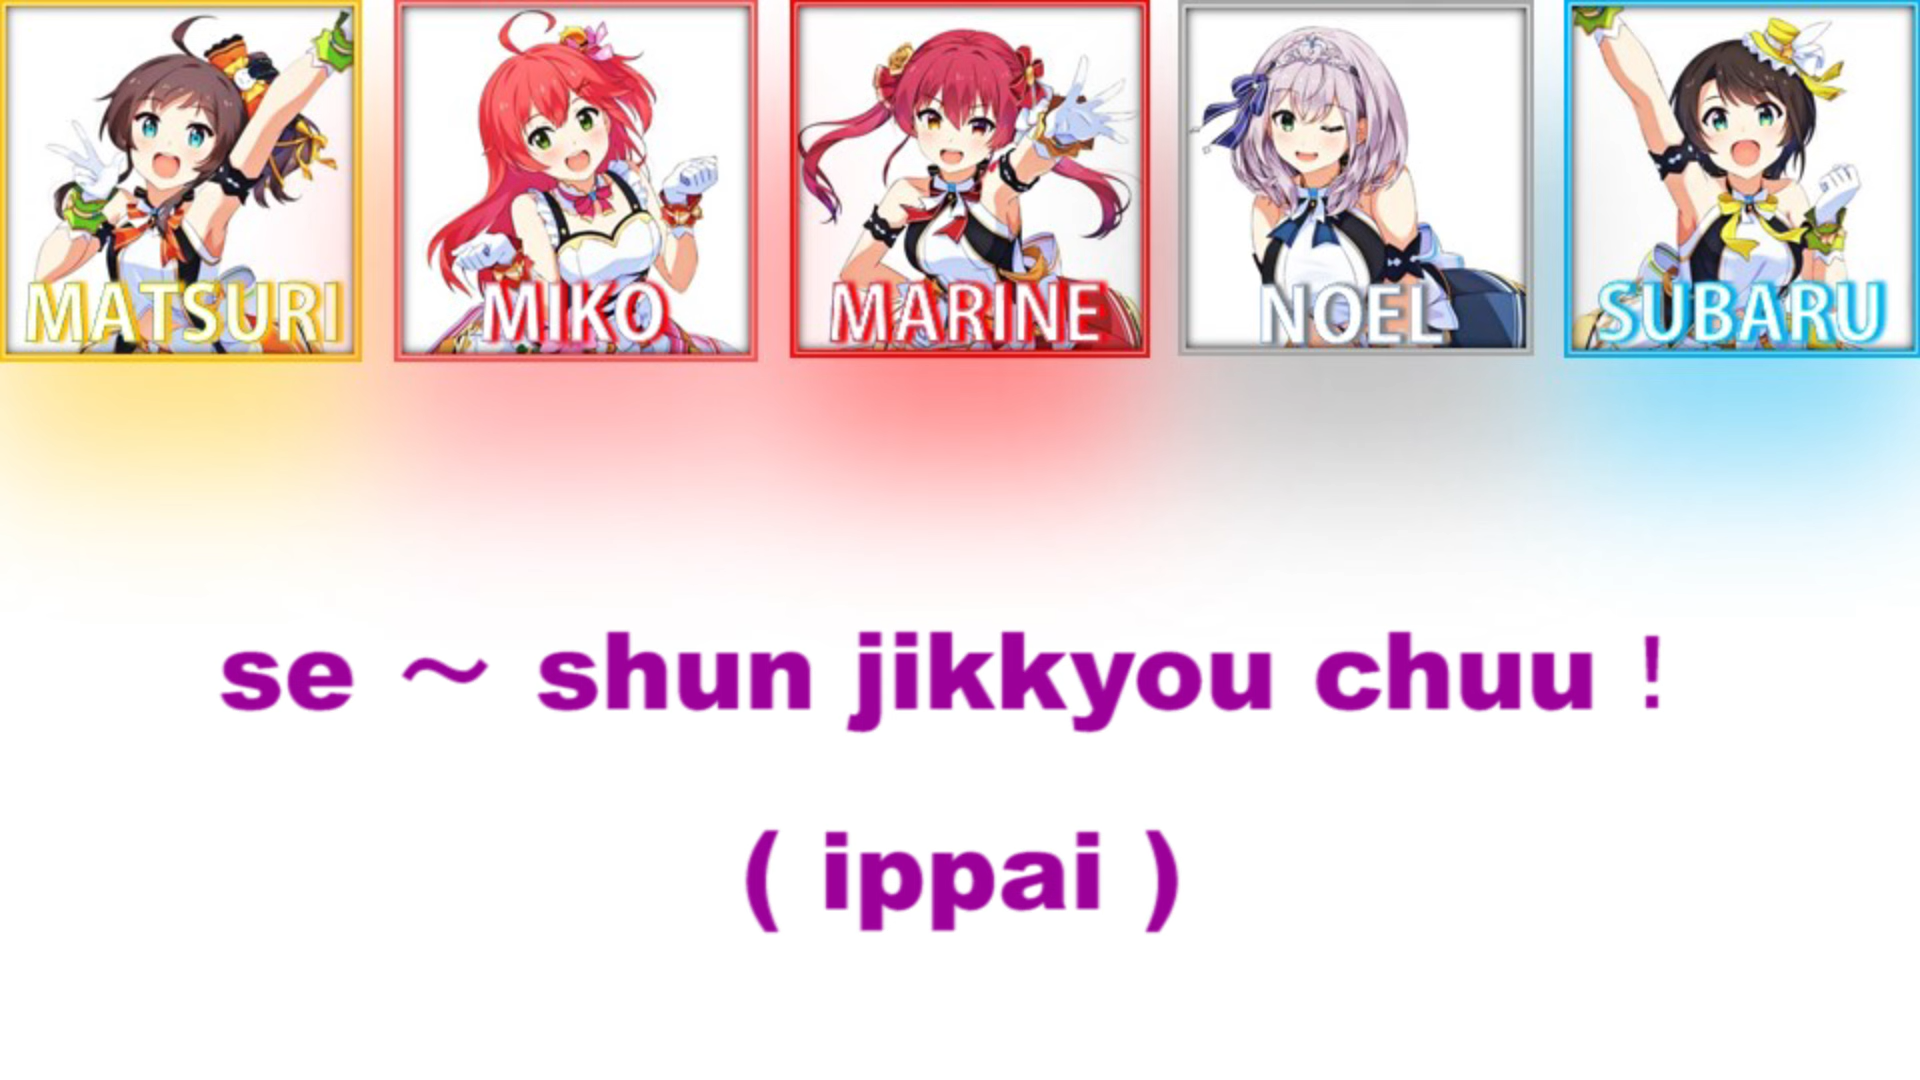 MATSURI MIKO MARINE NOEL SUBARU
se ～ shun jikkyou chuu !
( ippai )